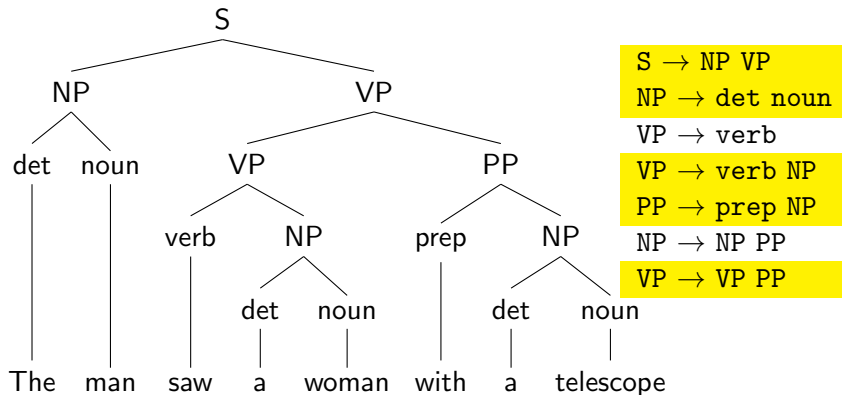 S
NP VP
det noun VP PP
verb NP prep NP
det noun det noun
The man saw a woman with a telescope
S → NP VP
NP → det noun
VP → verb
VP → verb NP
PP → prep NP
NP → NP PP
VP → VP PP